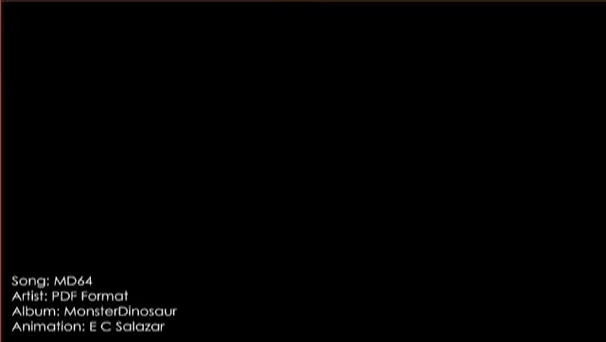 Song: MD64
Artist: PDF Format
Album: MonsterDinosaur
Animation: E C Salazar